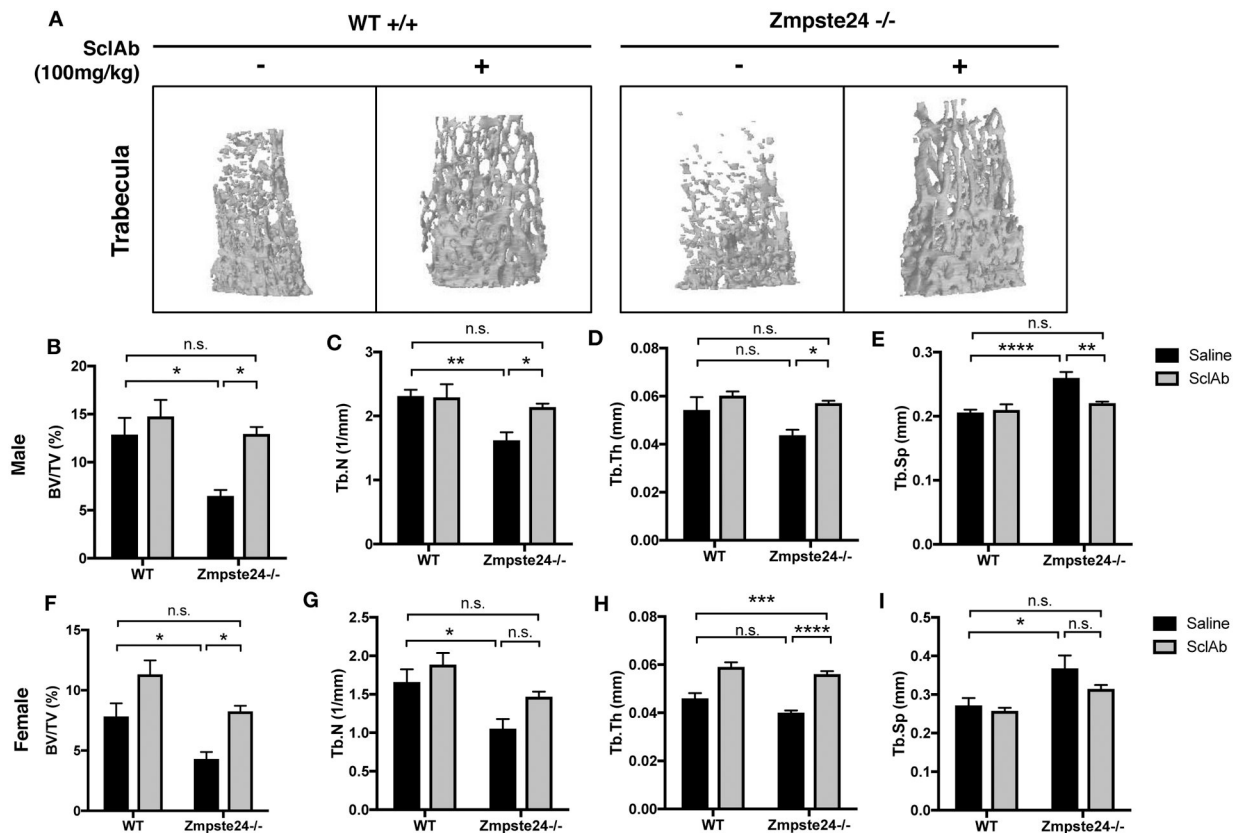 A
WT +/+
Zmpste24 -/-
SclAb
(100mg/kg)
-
+
-
+
Trabecula
Male
B
n.s.
*
*
20
15
10
5
0
BV/TV (%)
WT
Zmpste24-/-
C
n.s.
**
*
3
2
1
0
Tb.N (1/mm)
WT
Zmpste24-/-
D
n.s.
n.s.
*
0.08
0.06
0.04
0.02
0.00
Tb.Th (mm)
WT
Zmpste24-/-
E
n.s.
****
**
0.3
0.2
0.1
0.0
Tb.Sp (mm)
WT
Zmpste24-/-
Saline
SclAb
Female
F
n.s.
*
*
15
10
5
0
BV/TV (%)
WT
Zmpste24-/-
G
n.s.
*
n.s.
2.5
2.0
1.5
1.0
0.5
0.0
Tb.N (1/mm)
WT
Zmpste24-/-
H
***
n.s.
****
0.08
0.06
0.04
0.02
0.00
Tb.Th (mm)
WT
Zmpste24-/-
I
n.s.
*
n.s.
0.5
0.4
0.3
0.2
0.1
0.0
Tb.Sp (mm)
WT
Zmpste24-/-
Saline
SclAb